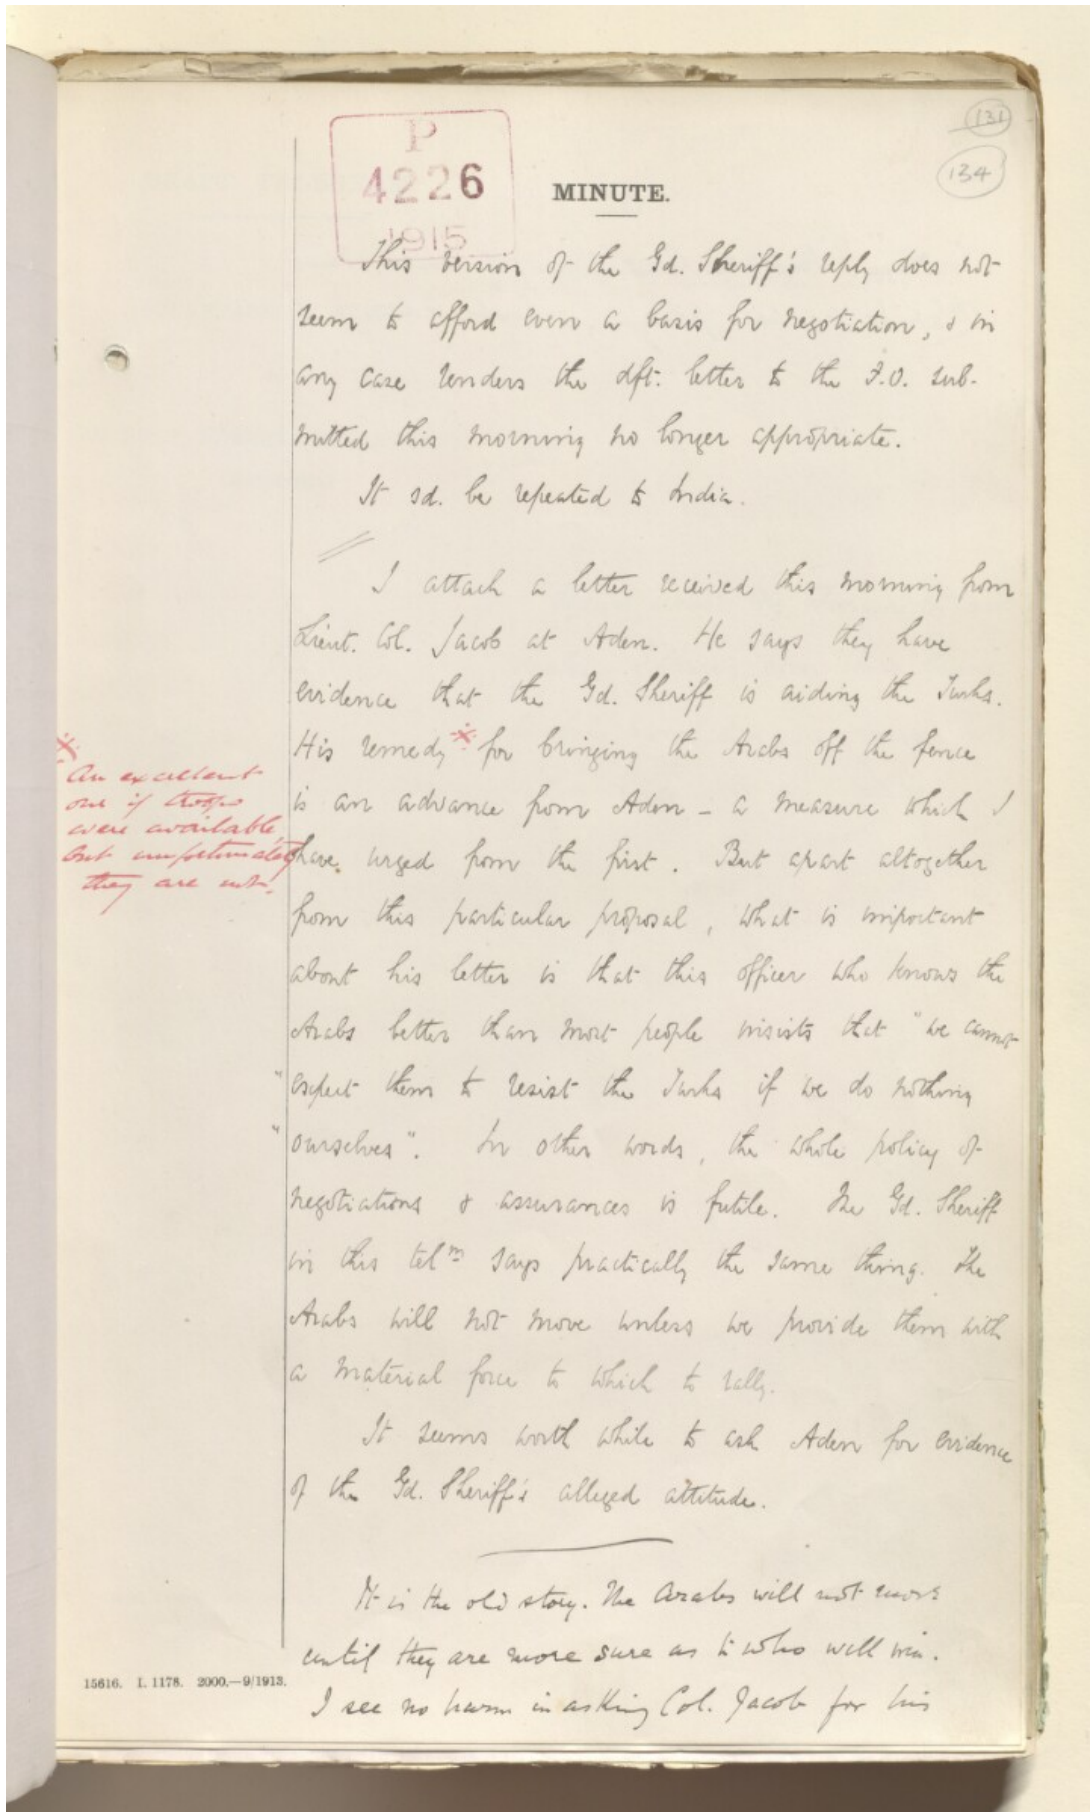 131
134
P
4226
1915
MINUTE.
This version of the Gd. Sheriff's reply does not
seem to afford even a basis for negotiation, & in
any case renders the dft. letter to the F.O. sub-
mitted this morning no longer appropriate.
It sd. be repeated to India.
I attach a letter received this morning from
Lieut. Col. Jacob at Aden. He says they have
evidence that the Gd. Sheriff is aiding the Turks.
His remedy * for bringing the Arabs off the fence
is an advance from Aden - a measure which I
have urged from the first. But apart altogether
from this particular proposal, what is important
about his letter is that this officer who knows the
Arabs better than most people insists that "we cannot
"expect them to resist the Turks if we do nothing
"ourselves". In other words, the whole policy of
negotiations & assurances is futile. The Gd. Sheriff
in this telm says practically the same thing. The
Arabs will not move unless we provide them with
a material force to which to rally.
It seems worth while to ask Aden for evidence
of the Gd. Sheriff's alleged attitude.
* An excellent
one if troops
were available,
but unfortunately
they are not.
It is the old story. The Arabs will not move
until they are more sure as to who will win.
I see no harm in asking Col. Jacob for his
15616. I. 1178. 2000.—9/1913.